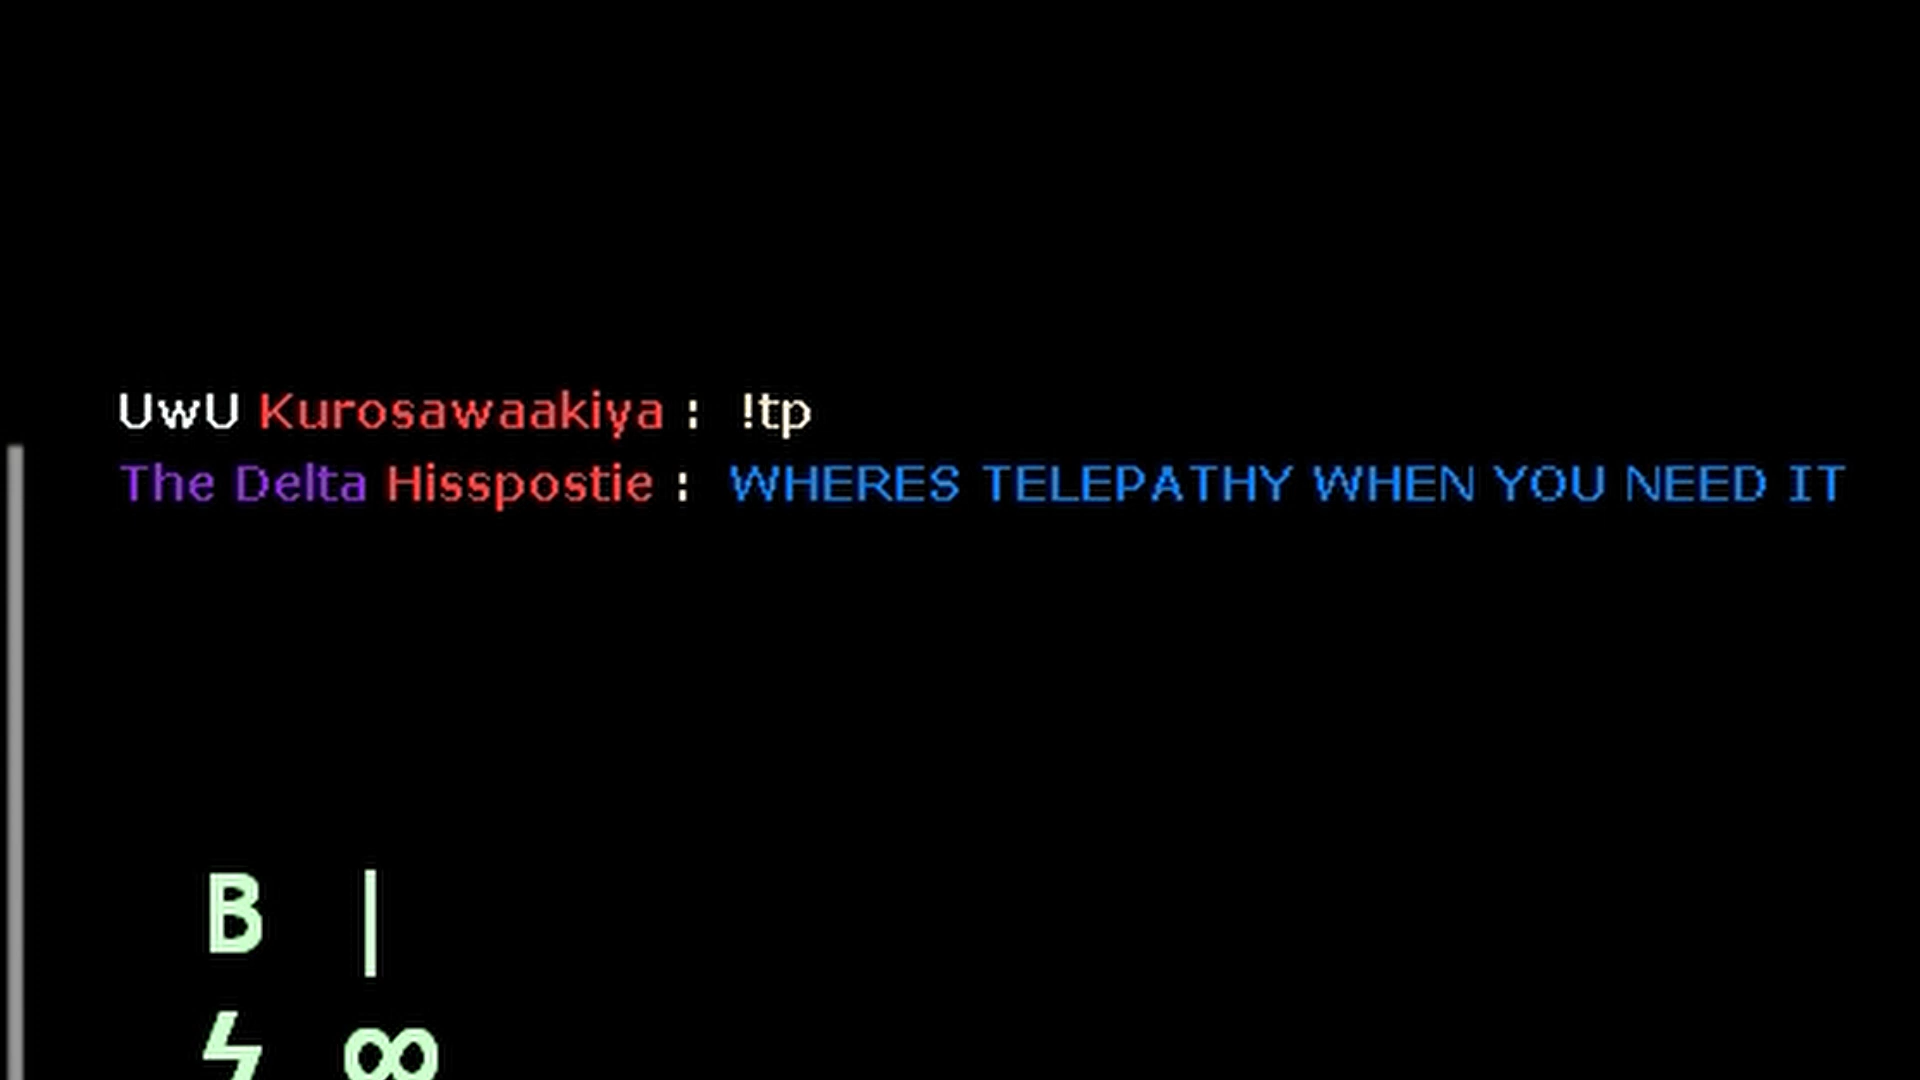 UwU Kurosawaakiya : !tp
The Delta Hisspostie : WHERES TELEPATHY WHEN YOU NEED IT
B |
ϟ ∞